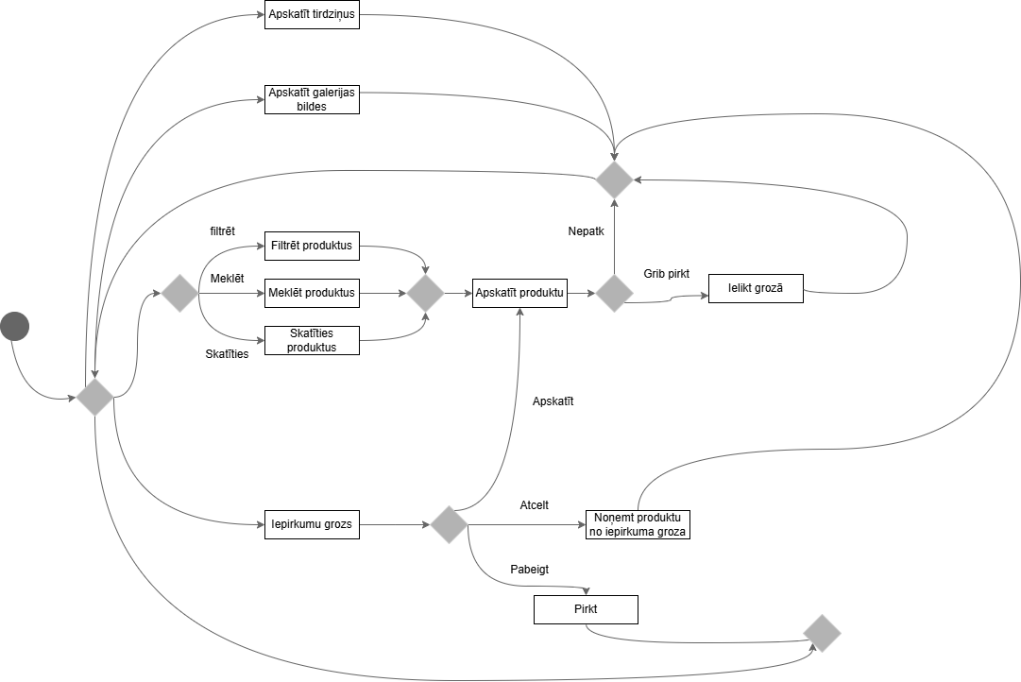 Apskatīt tirdziņus
Apskatīt galerijas
bildes
Nepatk
filtrēt
Filtrēt produktus
Meklēt
Grib pirkt
Meklēt produktus
Apskatīt produktu
Ielikt grozā
Skatīties
produktus
Skatīties
Apskatīt
Atcelt
Iepirkumu grozs
Noņemt produktu
no iepirkuma groza
Pabeigt
Pirkt